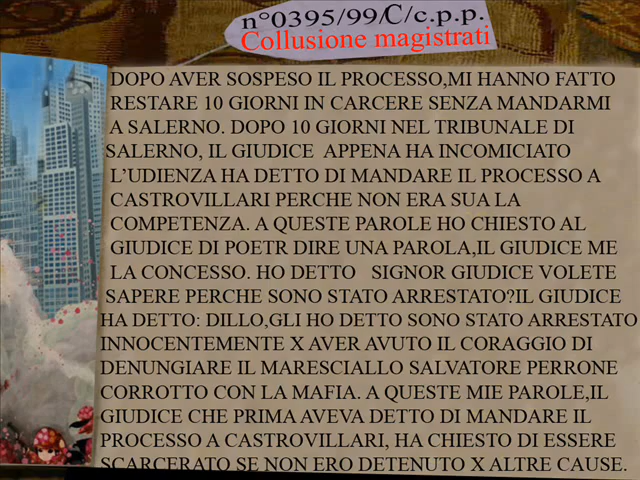 n°0395/99/C/c.p.p.
Collusione magistrati
DOPO AVER SOSPESO IL PROCESSO,MI HANNO FATTO
RESTARE 10 GIORNI IN CARCERE SENZA MANDARMI
A SALERNO. DOPO 10 GIORNI NEL TRIBUNALE DI
SALERNO, IL GIUDICE APPENA HA INCOMICIATO
L'UDIENZA HA DETTO DI MANDARE IL PROCESSO A
CASTROVILLARI PERCHE NON ERA SUA LA
COMPETENZA. A QUESTE PAROLE HO CHIESTO AL
GIUDICE DI POETR DIRE UNA PAROLA,IL GIUDICE ME
LA CONCESSO. HO DETTO SIGNOR GIUDICE VOLETE
SAPERE PERCHE SONO STATO ARRESTATO?IL GIUDICE
HA DETTO: DILLO,GLI HO DETTO SONO STATO ARRESTATO
INNOCENTEMENTE X AVER AVUTO IL CORAGGIO DI
DENUNGIARE IL MARESCIALLO SALVATORE PERRONE
CORROTTO CON LA MAFIA. A QUESTE MIE PAROLE,IL
GIUDICE CHE PRIMA AVEVA DETTO DI MANDARE IL
PROCESSO A CASTROVILLARI, HA CHIESTO DI ESSERE
SCARCERATO SE NON ERO DETENUTO X ALTRE CAUSE.